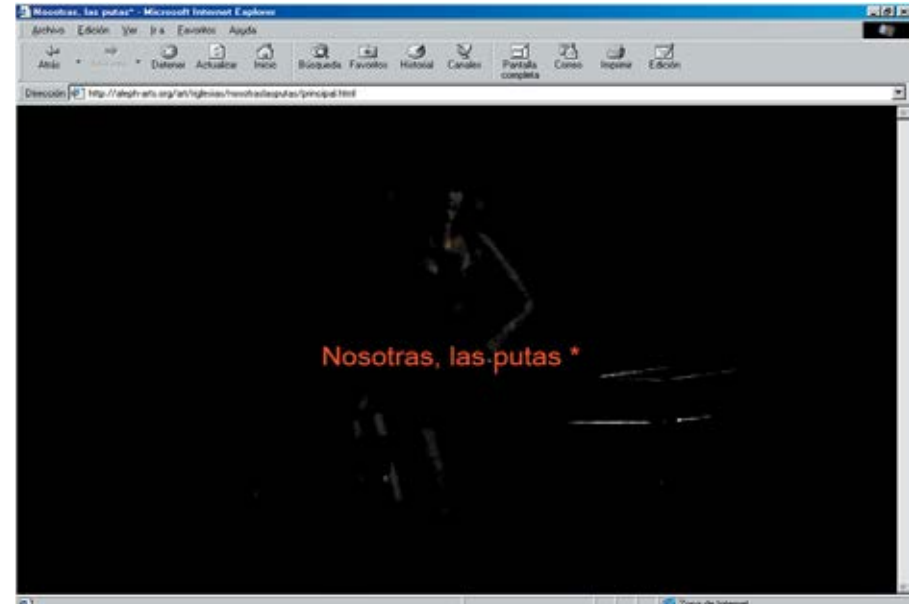 Nosotras, las putas* - Microsoft Internet Explorer
Archivo Edición Ver Ir a Favoritos Ayuda
Atrás Detener Actualizar Inicio Búsqueda Favoritos Historial Canales Pantalla completa Correo Imprimir Edición
Dirección http://aleph-arts.org/art/riglesias/nosotraslasputas/principal.html
Nosotras, las putas *
Zona de Internet